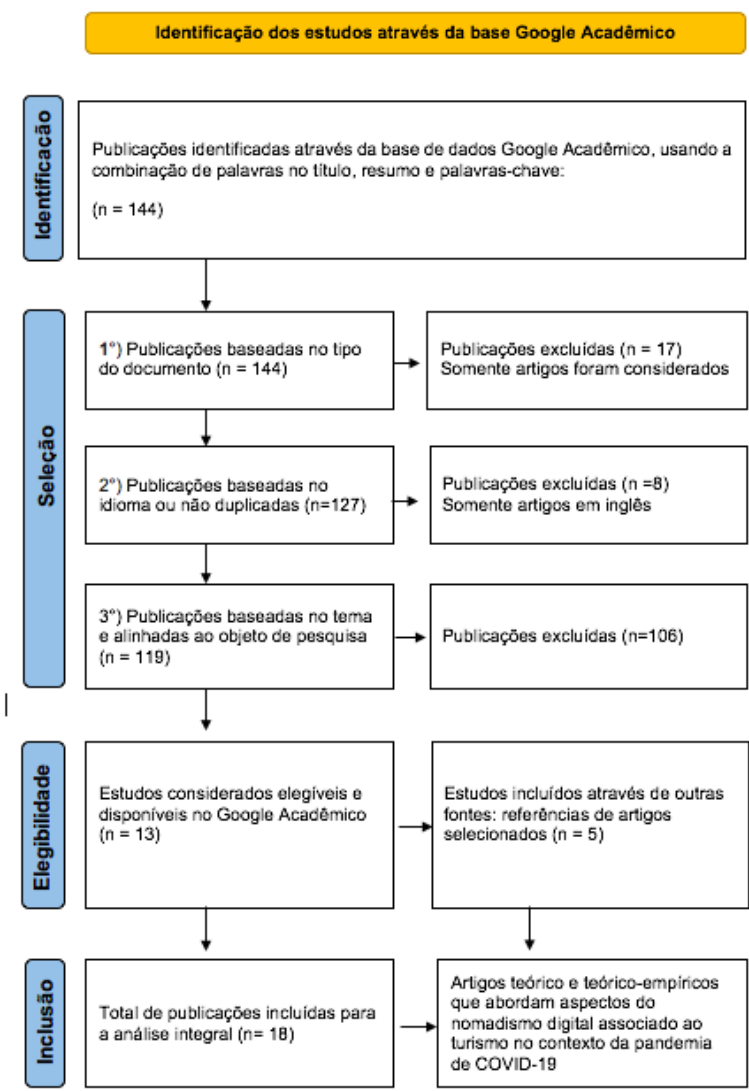 Identificação dos estudos através da base Google Acadêmico
Identificação
Publicações identificadas através da base de dados Google Acadêmico, usando a
combinação de palavras no título, resumo e palavras-chave:
(n = 144)
Seleção
1°) Publicações baseadas no tipo
do documento (n = 144)
Publicações excluídas (n = 17)
Somente artigos foram considerados
2°) Publicações baseadas no
idioma ou não duplicadas (n=127)
Publicações excluídas (n =8)
Somente artigos em inglês
3°) Publicações baseadas no tema
e alinhadas ao objeto de pesquisa
(n = 119)
Publicações excluídas (n=106)
Elegibilidade
Estudos considerados elegíveis e
disponíveis no Google Acadêmico
(n = 13)
Estudos incluídos através de outras
fontes: referências de artigos
selecionados (n = 5)
Inclusão
Total de publicações incluídas para
a análise integral (n= 18)
Artigos teórico e teórico-empíricos
que abordam aspectos do
nomadismo digital associado ao
turismo no contexto da pandemia
de COVID-19